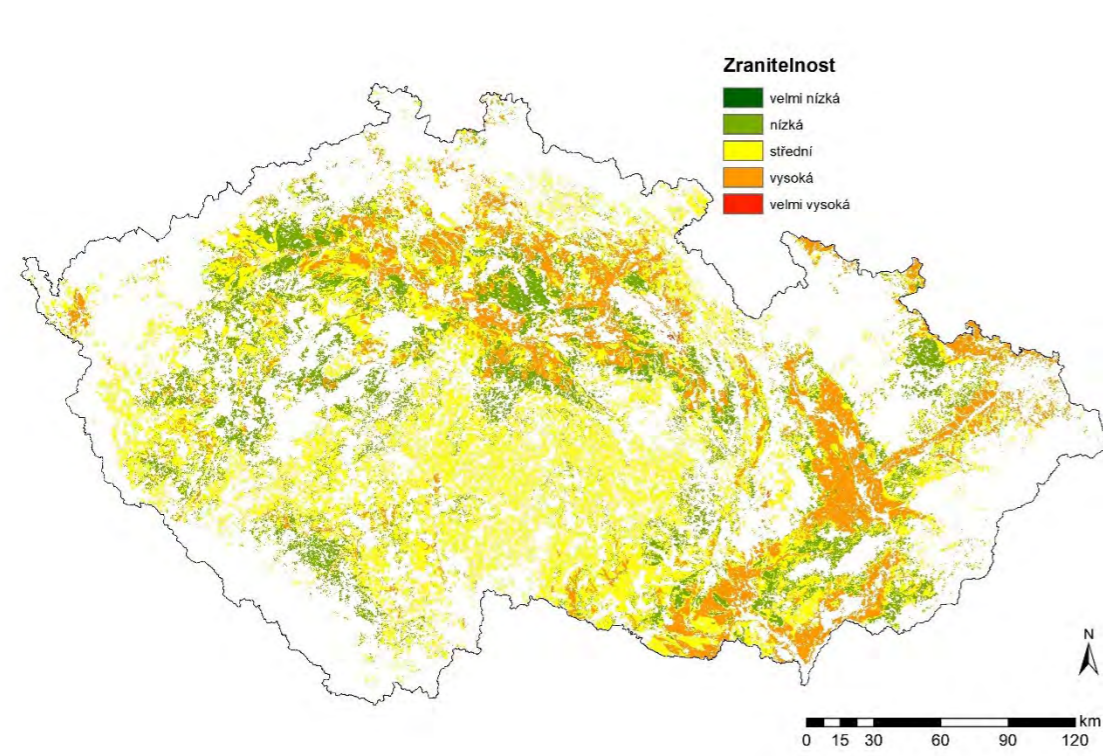 Zranitelnost
velmi nízká
nízká
střední
vysoká
velmi vysoká
N
km
0 15 30 60 90 120